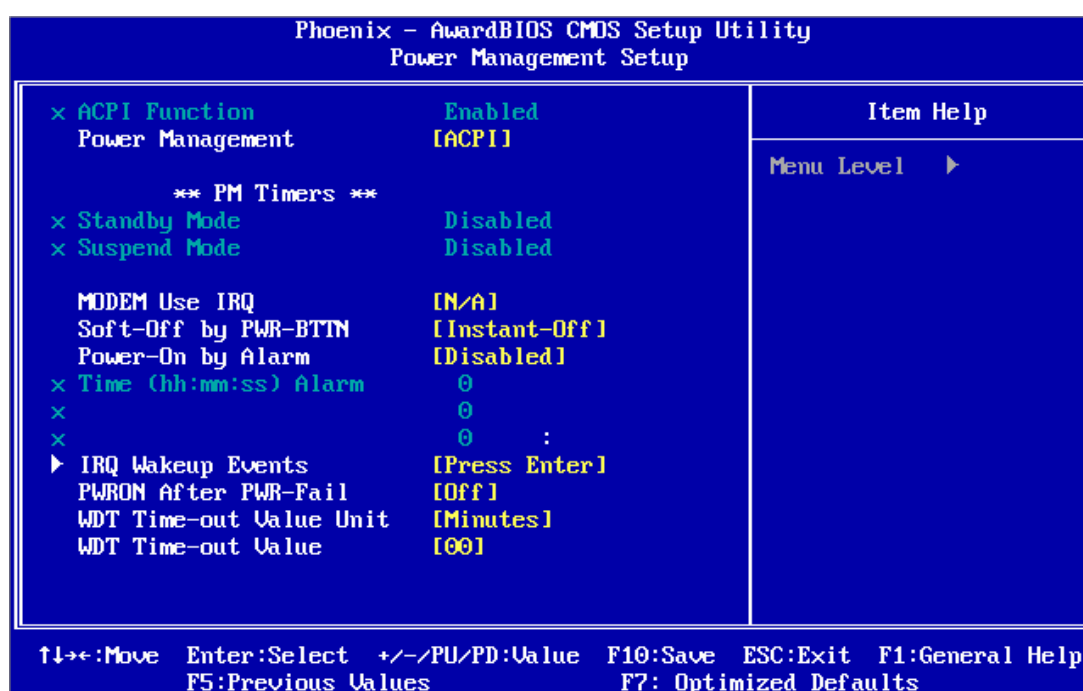 Phoenix - AwardBIOS CMOS Setup Utility
Power Management Setup
x ACPI Function Enabled
Power Management [ACPI]
Item Help
Menu Level ▶
** PM Timers **
x Standby Mode Disabled
x Suspend Mode Disabled
MODEM Use IRQ [N/A]
Soft-Off by PWR-BTTN [Instant-Off]
Power-On by Alarm [Disabled]
x Time (hh:mm:ss) Alarm 0
x 0
x 0 :
▶ IRQ Wakeup Events [Press Enter]
PWRON After PWR-Fail [Off]
WDT Time-out Value Unit [Minutes]
WDT Time-out Value [00]
↑↓→←:Move Enter:Select +/-/PU/PD:Value F10:Save ESC:Exit F1:General Help
F5:Previous Values F7: Optimized Defaults